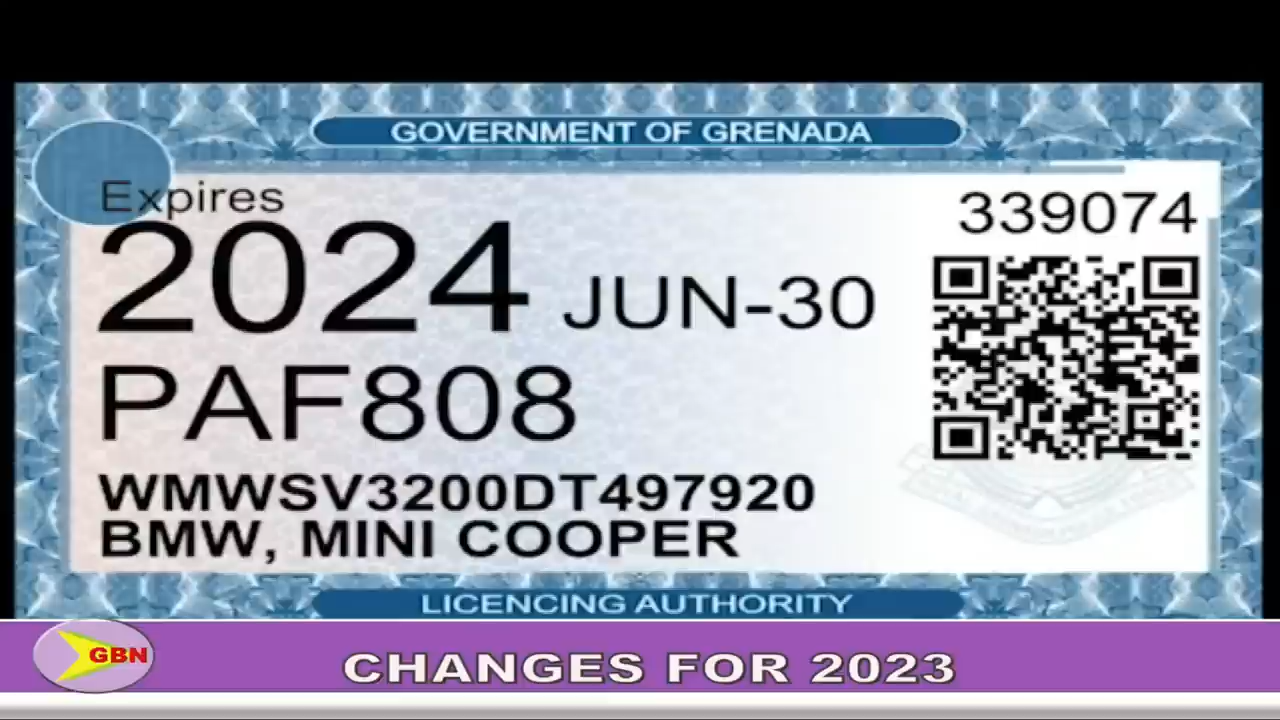 GOVERNMENT OF GRENADA
Expires
339074
2024 JUN-30
PAF808
WMWSV3200DT497920
BMW, MINI COOPER
LICENCING AUTHORITY
GBN
CHANGES FOR 2023